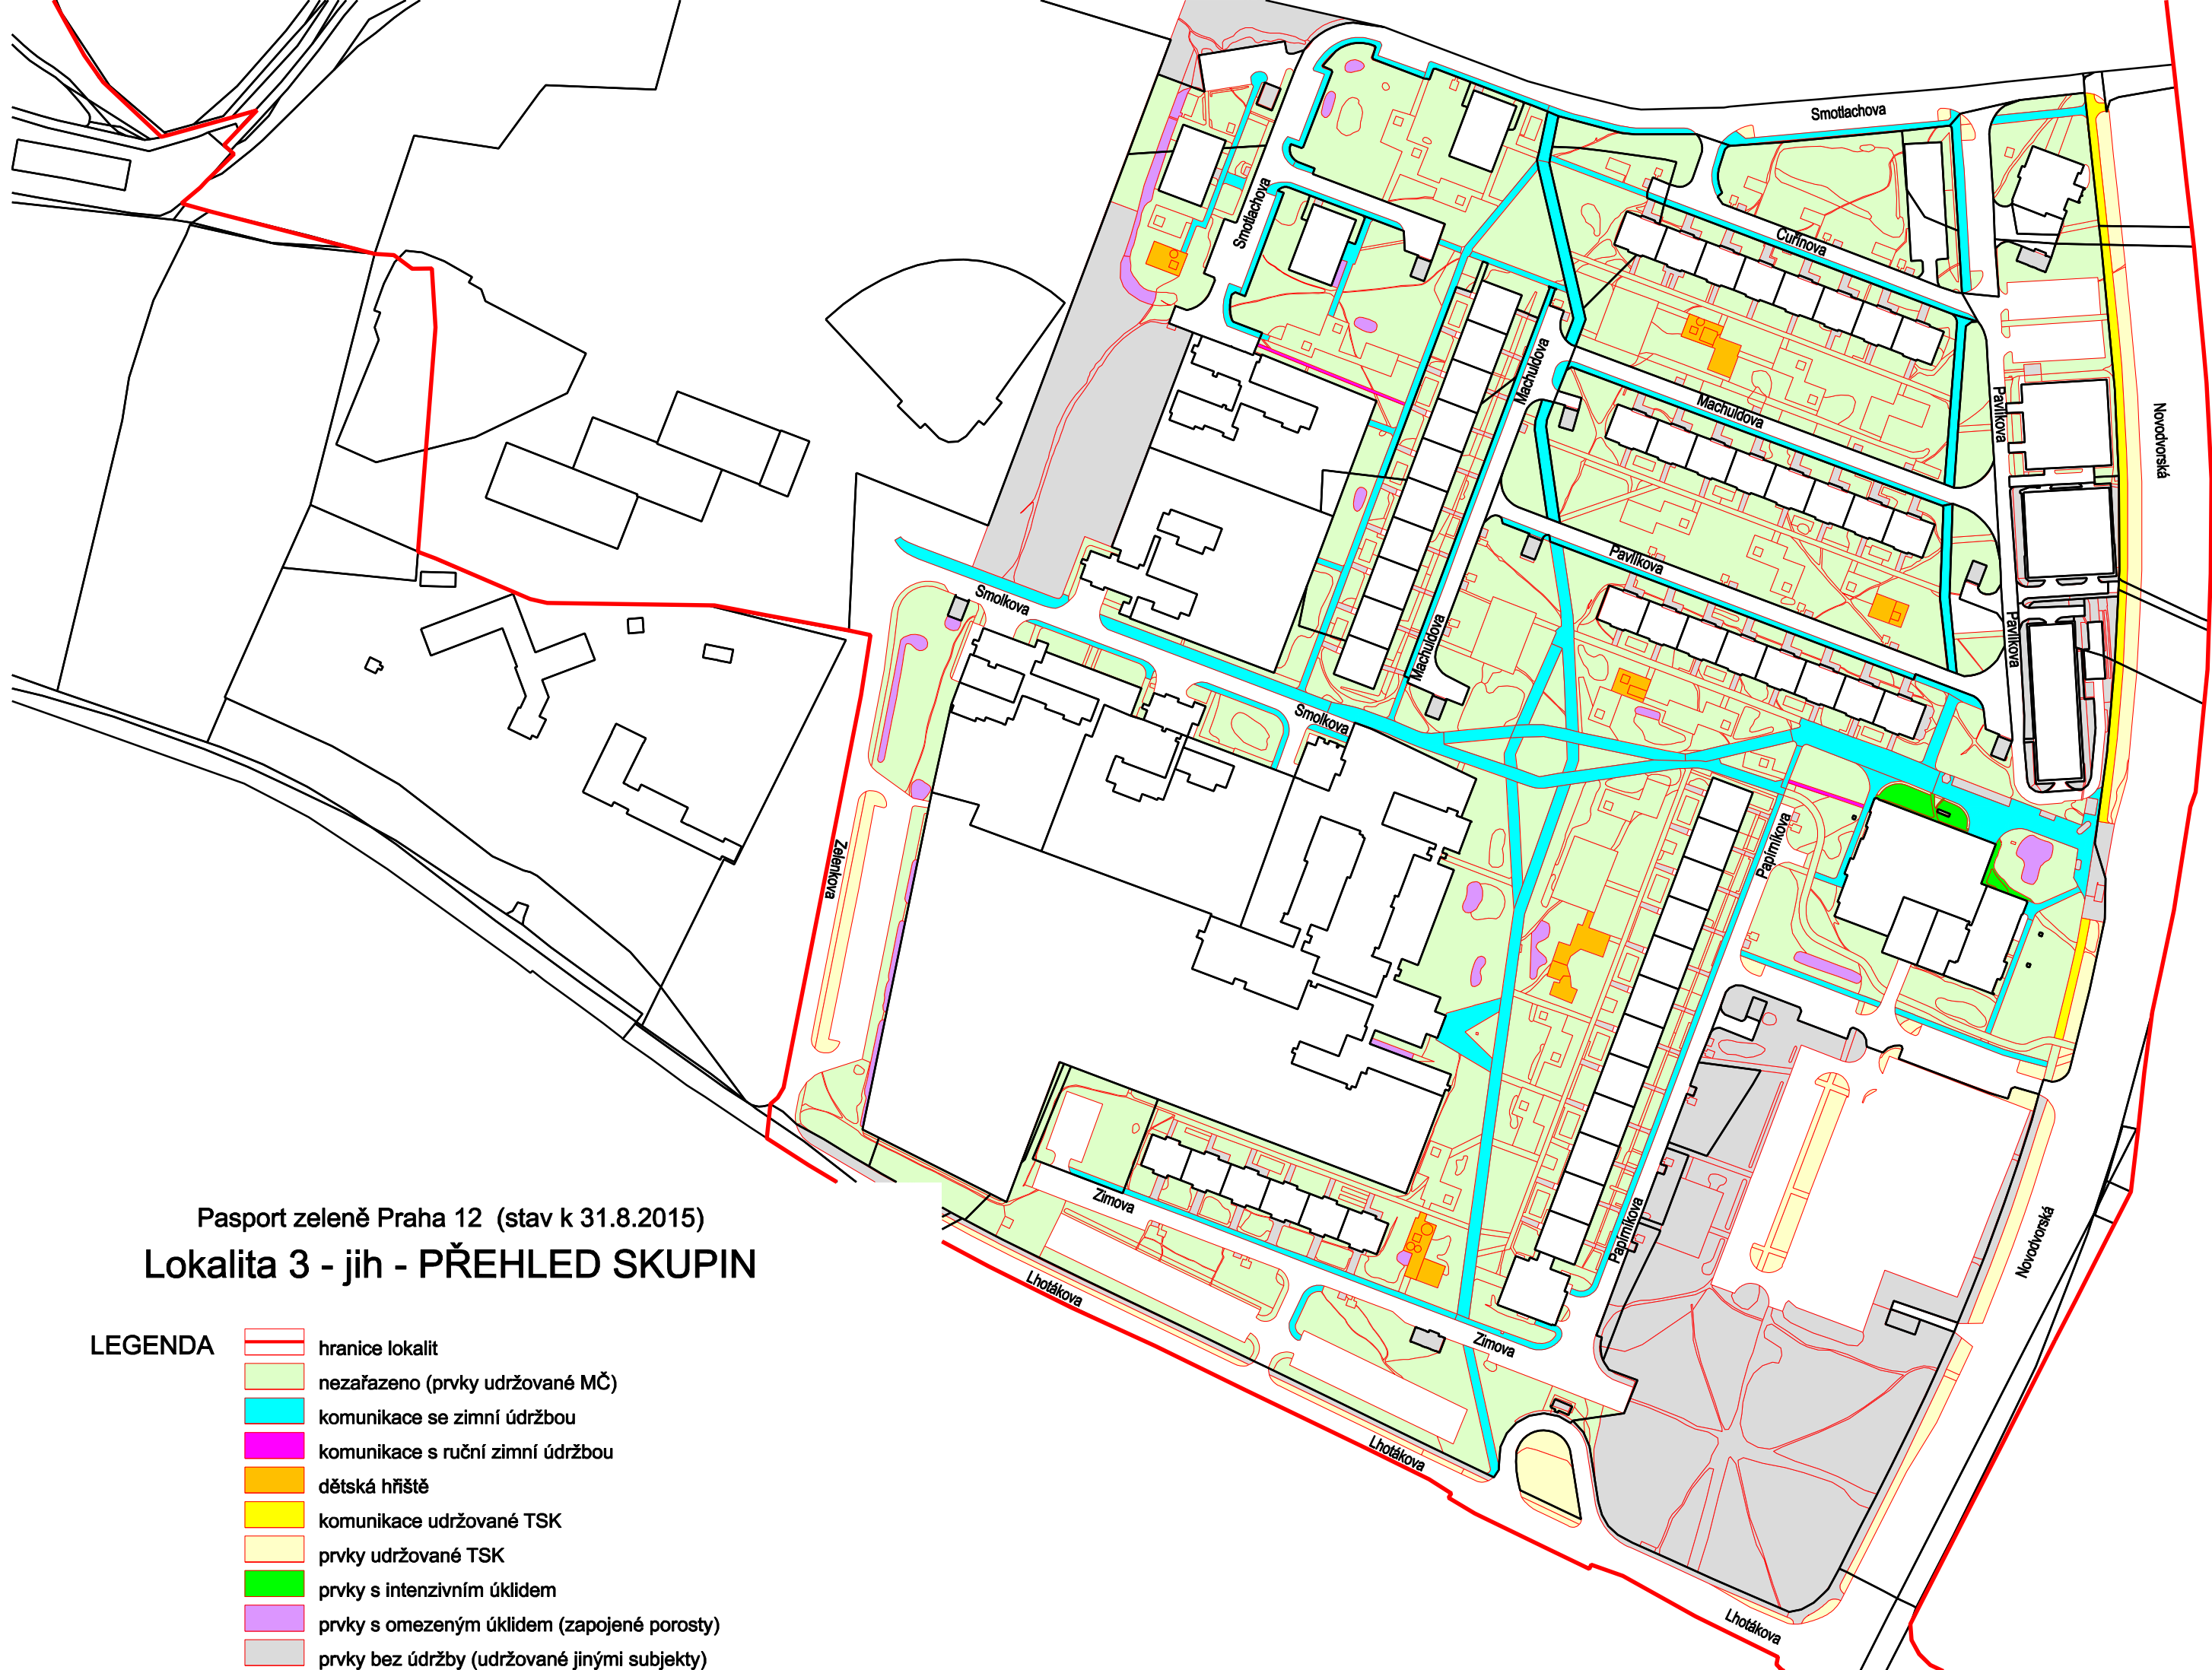 Smotlachova
Smotlachova
Cuřínova
Machuldova
Machuldova
Pavlíkova
Novodvorská
Pavlíkova
Smolkova
Pavlíkova
Machuldova
Smolkova
Zelenkova
Papírníkova
Zimova
Papírníkova
Novodvorská
Lhotákova
Zimova
Lhotákova
Lhotákova
Pasport zeleně Praha 12 (stav k 31.8.2015)
Lokalita 3 - jih - PŘEHLED SKUPIN
LEGENDA
hranice lokalit
nezařazeno (prvky udržované MČ)
komunikace se zimní údržbou
komunikace s ruční zimní údržbou
dětská hřiště
komunikace udržované TSK
prvky udržované TSK
prvky s intenzivním úklidem
prvky s omezeným úklidem (zapojené porosty)
prvky bez údržby (udržované jinými subjekty)